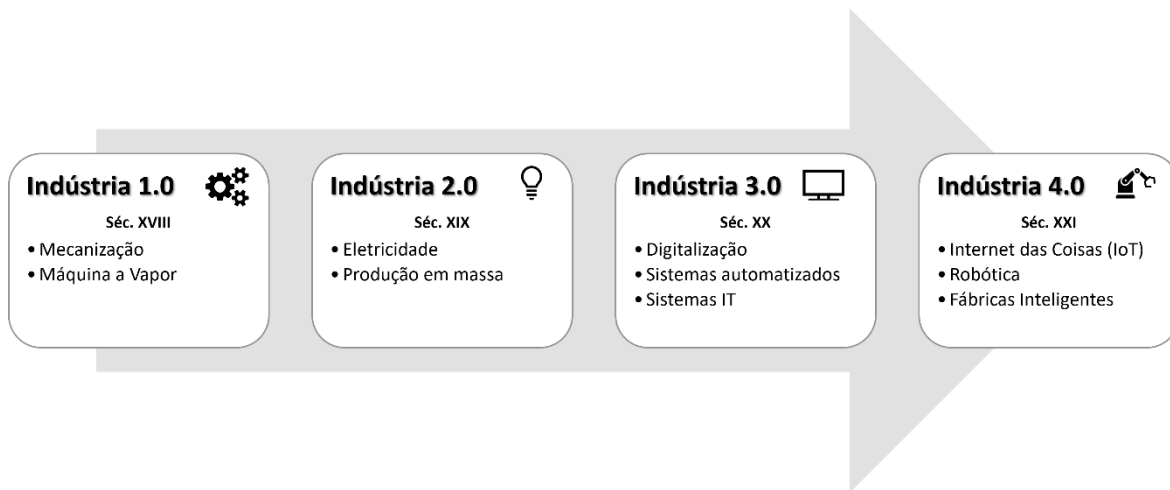 Indústria 1.0
Séc. XVIII
• Mecanização
• Máquina a Vapor
Indústria 2.0
Séc. XIX
• Eletricidade
• Produção em massa
Indústria 3.0
Séc. XX
• Digitalização
• Sistemas automatizados
• Sistemas IT
Indústria 4.0
Séc. XXI
• Internet das Coisas (IoT)
• Robótica
• Fábricas Inteligentes